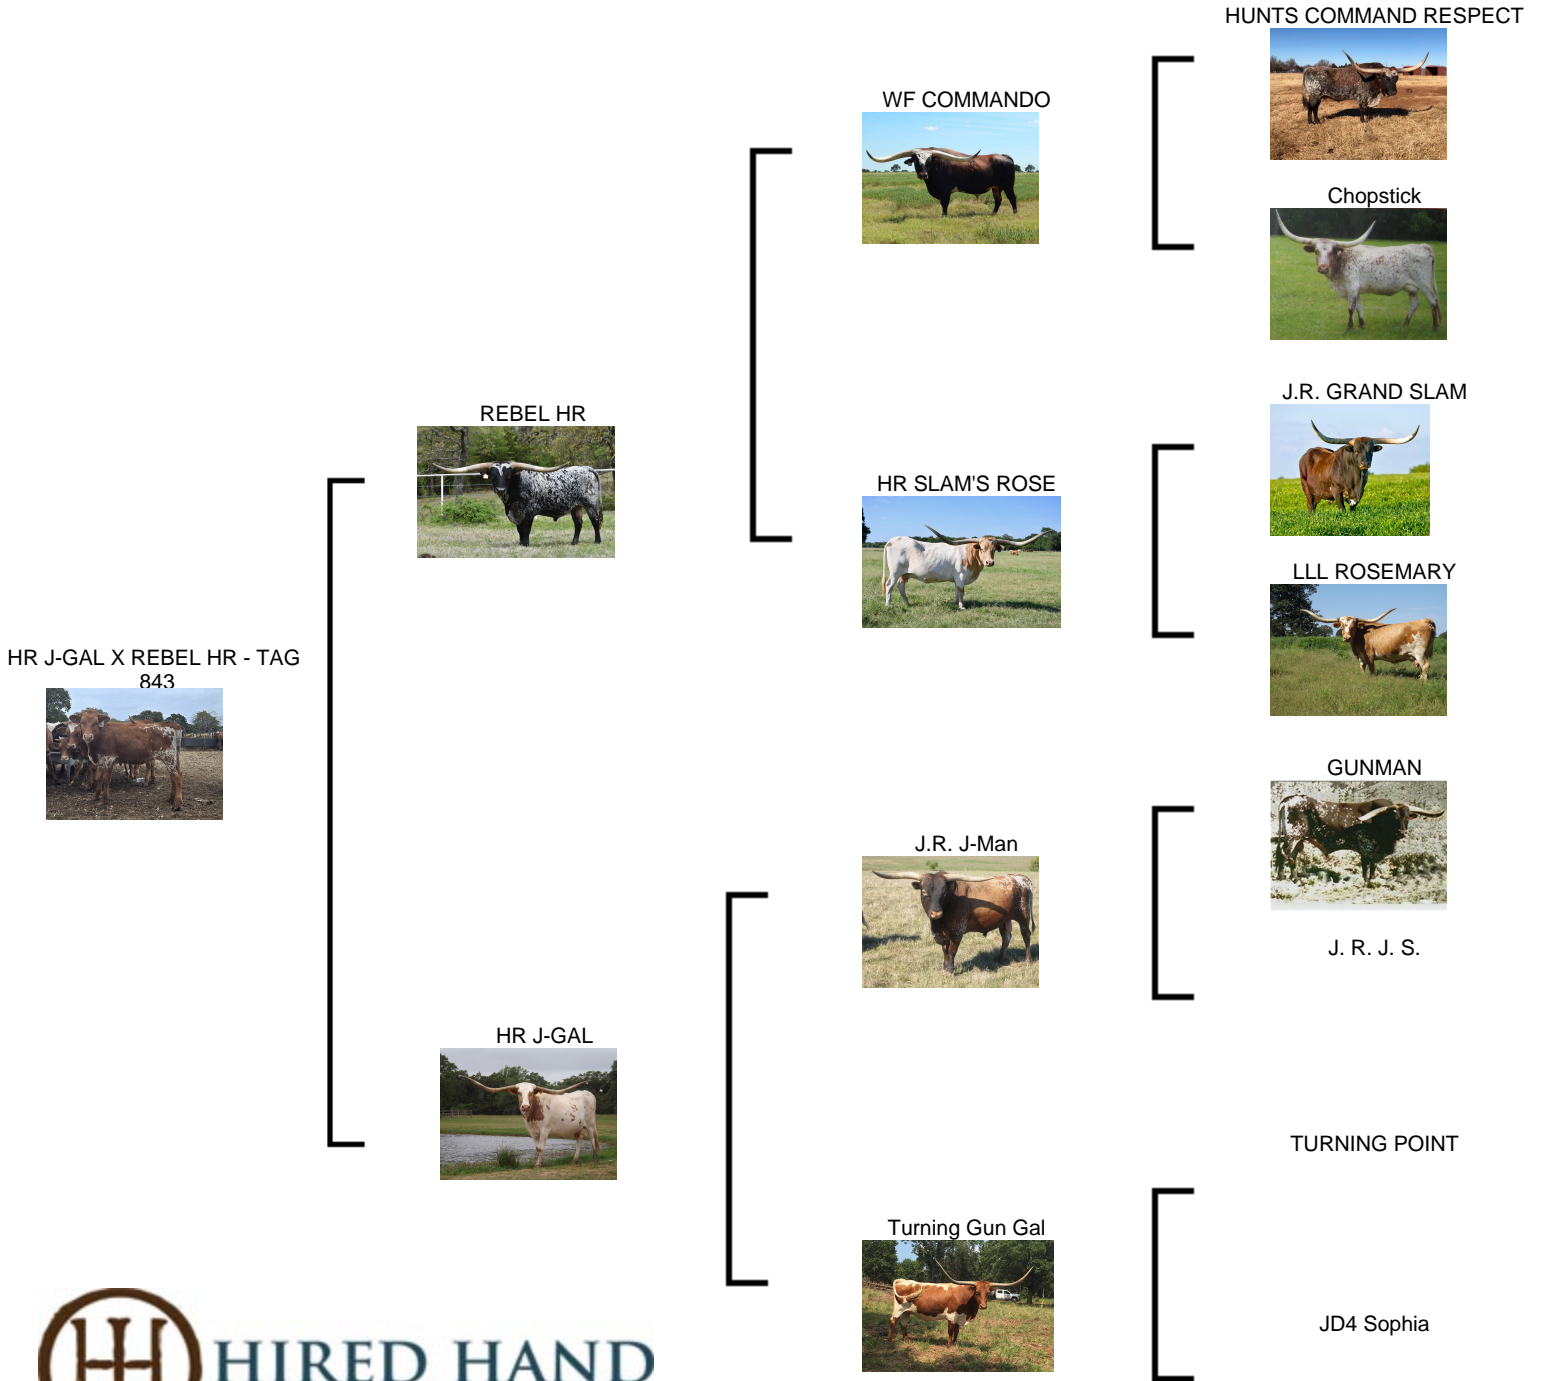 HUNTS COMMAND RESPECT
WF COMMANDO
Chopstick
J.R. GRAND SLAM
REBEL HR
HR SLAM'S ROSE
LLL ROSEMARY
HR J-GAL X REBEL HR - TAG
843
GUNMAN
J.R. J-Man
J. R. J. S.
HR J-GAL
TURNING POINT
Turning Gun Gal
JD4 Sophia
HIRED HAND